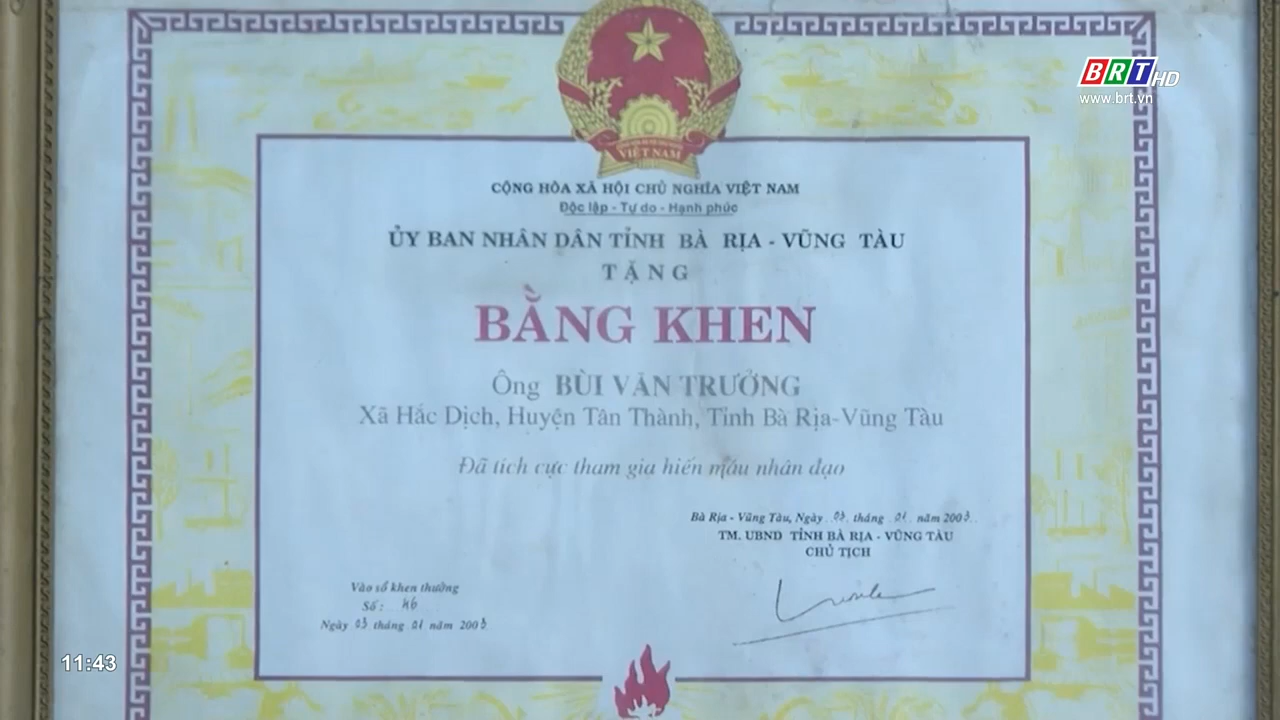 BRTHD
www.brt.vn
VIỆT NAM
CỘNG HÒA XÃ HỘI CHỦ NGHĨA VIỆT NAM
Độc lập - Tự do - Hạnh phúc
ỦY BAN NHÂN DÂN TỈNH BÀ RỊA - VŨNG TÀU
TẶNG
BẰNG KHEN
Ông BÙI VĂN TRƯỞNG
Xã Hắc Dịch, Huyện Tân Thành, Tỉnh Bà Rịa-Vũng Tàu
Đã tích cực tham gia hiến máu nhân đạo
Bà Rịa - Vũng Tàu, Ngày 03 tháng 01 năm 2003
TM. UBND TỈNH BÀ RỊA - VŨNG TÀU
CHỦ TỊCH
Vào sổ khen thưởng
Số: 46
Ngày 03 tháng 01 năm 2003
11:43